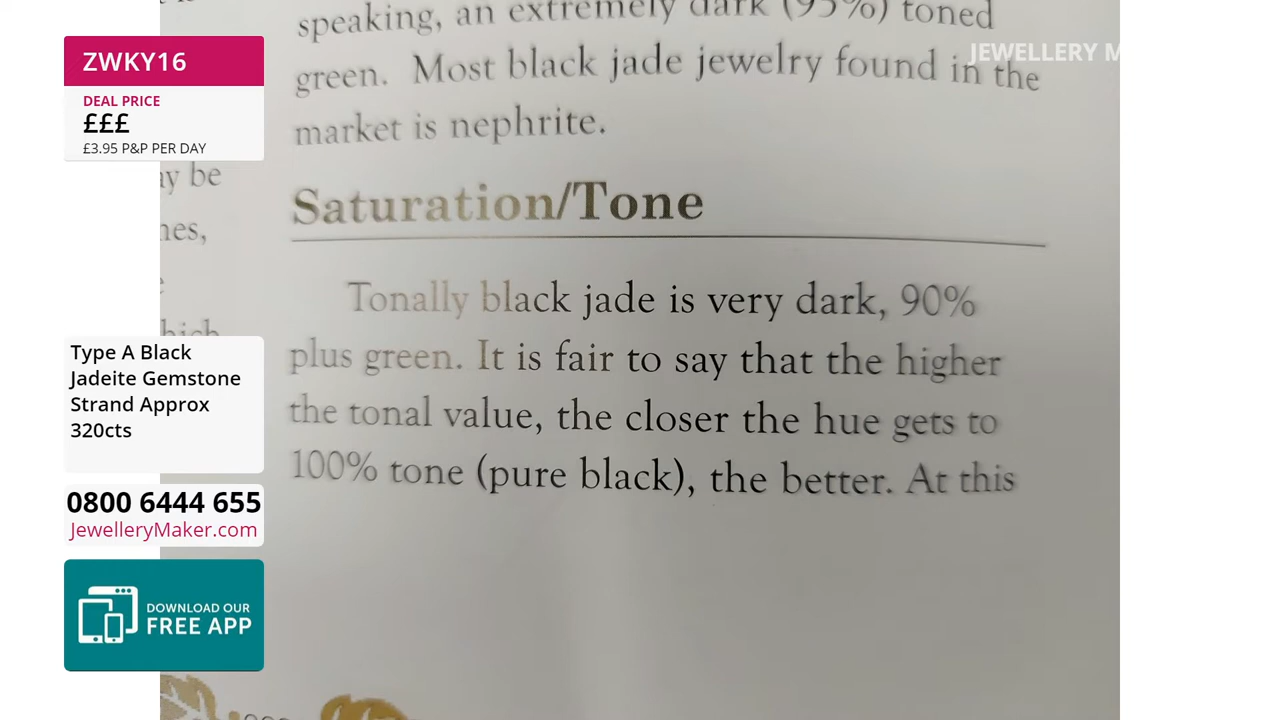 speaking, an extremely dark (95%) toned
green. Most black jade jewelry found in the
market is nephrite.
Saturation/Tone
Tonally black jade is very dark, 90%
plus green. It is fair to say that the higher
the tonal value, the closer the hue gets to
100% tone (pure black), the better. At this
be
ZWKY16
DEAL PRICE
£££
£3.95 P&P PER DAY
Type A Black
Jadeite Gemstone
Strand Approx
320cts
0800 6444 655
JewelleryMaker.com
DOWNLOAD OUR
FREE APP
JEWELLERY M